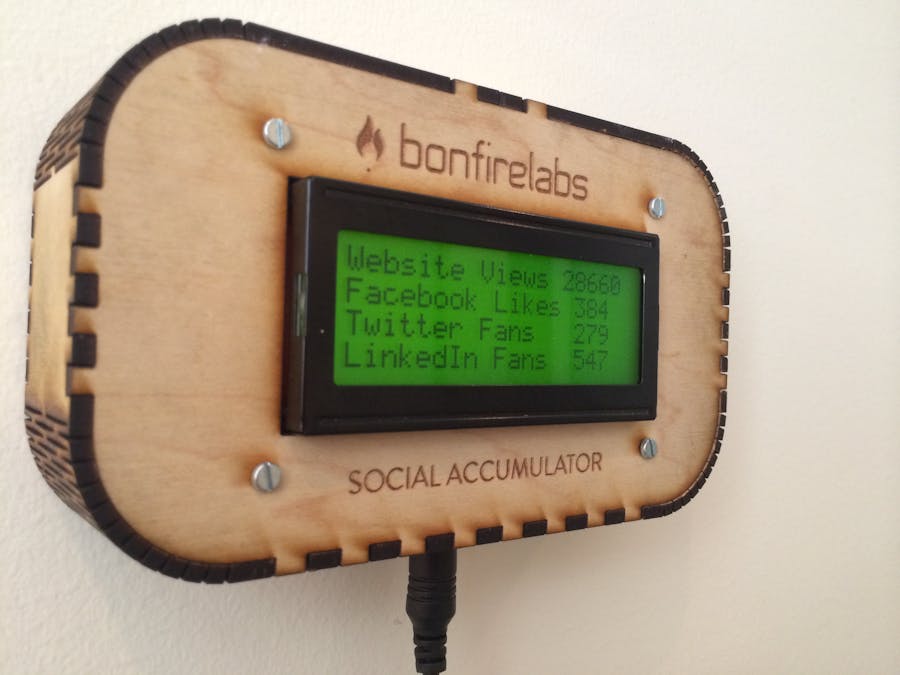 bonfirelabs
Website Views 28660
Facebook Likes 384
Twitter Fans 279
LinkedIn Fans 547
SOCIAL ACCUMULATOR